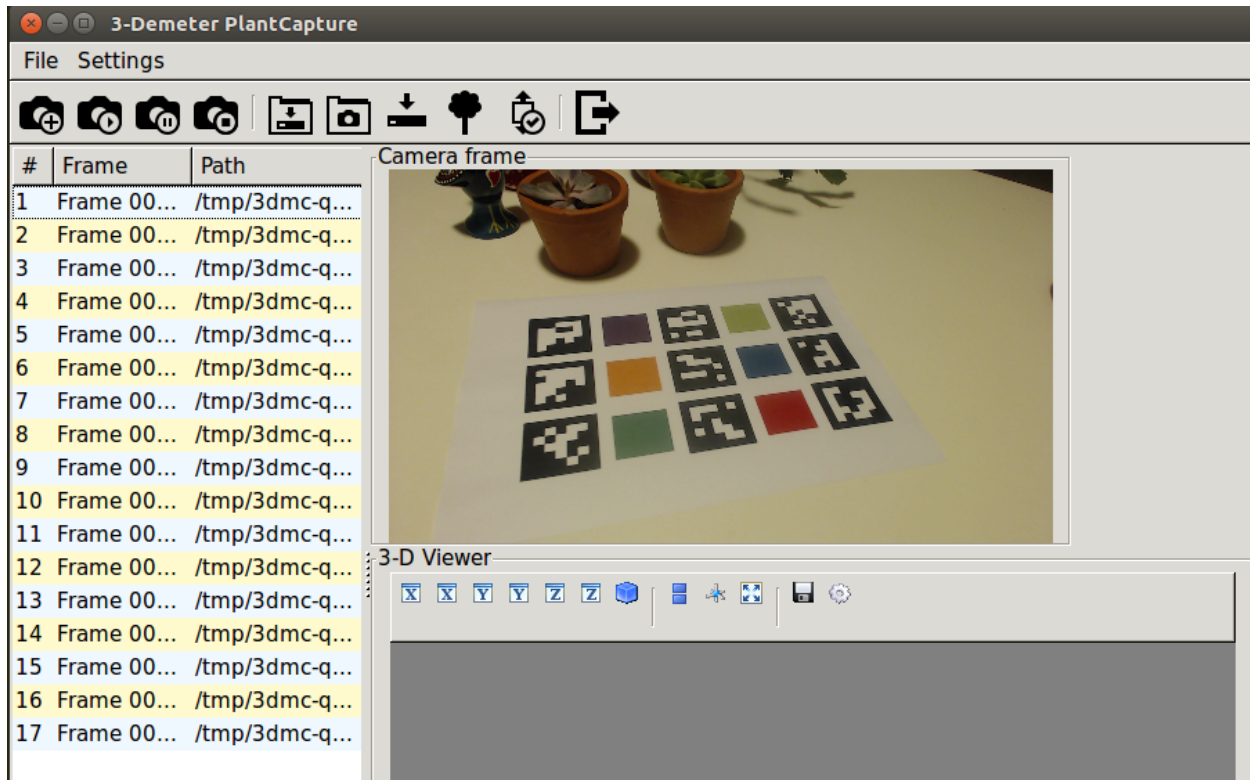 3-Demeter PlantCapture
File Settings
# Frame Path
Camera frame
1 Frame 00... /tmp/3dmc-q...
2 Frame 00... /tmp/3dmc-q...
3 Frame 00... /tmp/3dmc-q...
4 Frame 00... /tmp/3dmc-q...
5 Frame 00... /tmp/3dmc-q...
6 Frame 00... /tmp/3dmc-q...
7 Frame 00... /tmp/3dmc-q...
8 Frame 00... /tmp/3dmc-q...
9 Frame 00... /tmp/3dmc-q...
10 Frame 00... /tmp/3dmc-q...
11 Frame 00... /tmp/3dmc-q...
12 Frame 00... /tmp/3dmc-q...
13 Frame 00... /tmp/3dmc-q...
14 Frame 00... /tmp/3dmc-q...
15 Frame 00... /tmp/3dmc-q...
16 Frame 00... /tmp/3dmc-q...
17 Frame 00... /tmp/3dmc-q...
3-D Viewer
X X Y Y Z Z